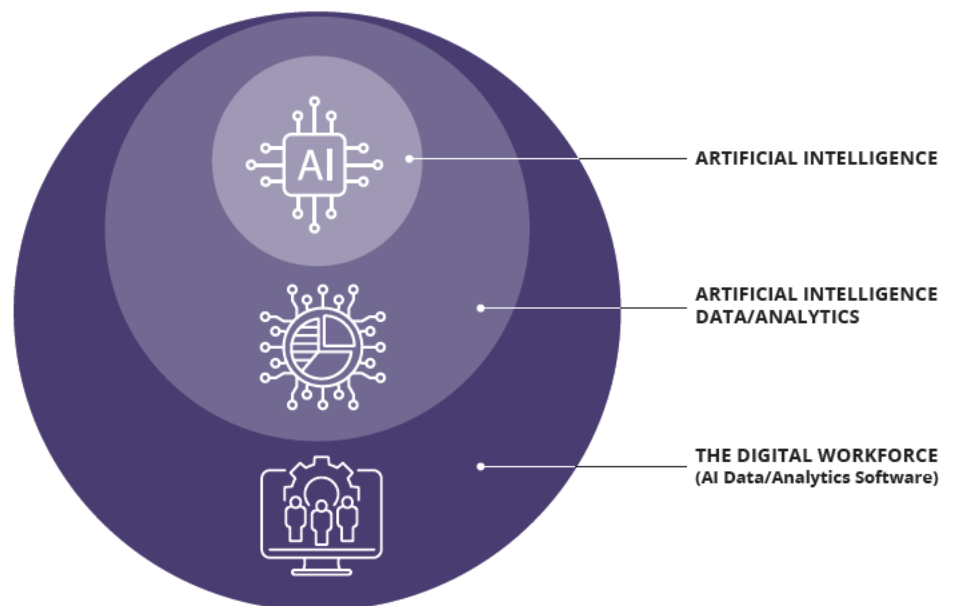 AI
ARTIFICIAL INTELLIGENCE
ARTIFICIAL INTELLIGENCE
DATA/ANALYTICS
THE DIGITAL WORKFORCE
(AI Data/Analytics Software)